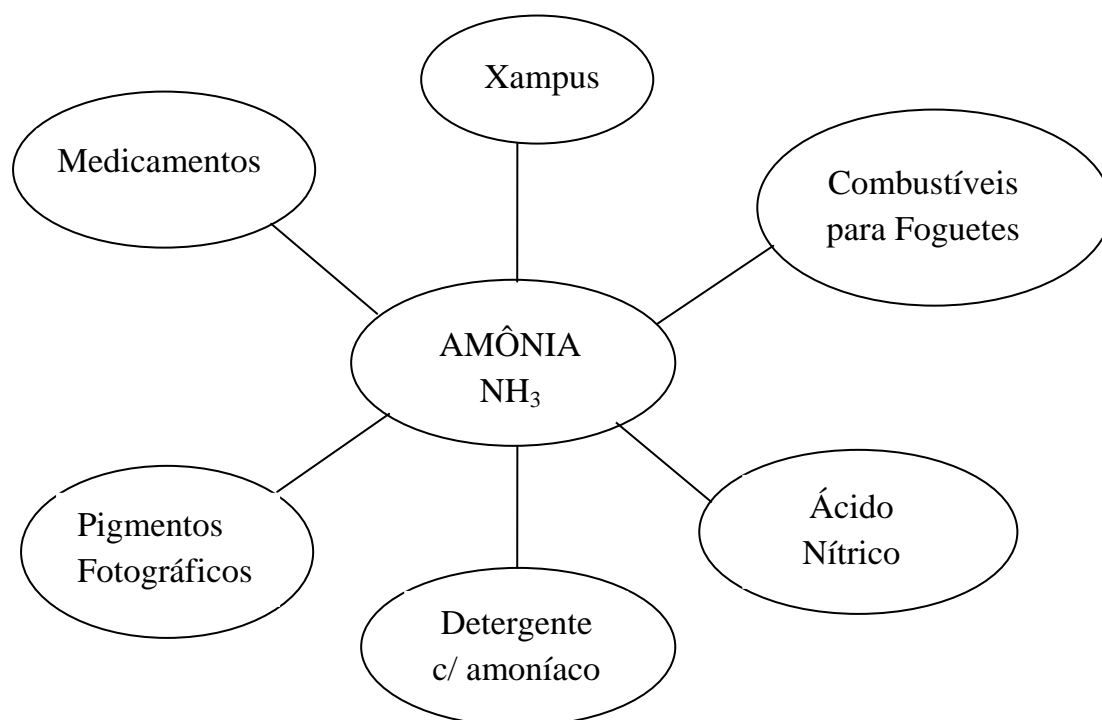 Xampus
Medicamentos
Combustíveis
para Foguetes
AMÔNIA
NH₃
Ácido
Nítrico
Pigmentos
Fotográficos
Detergente
c/ amoníaco